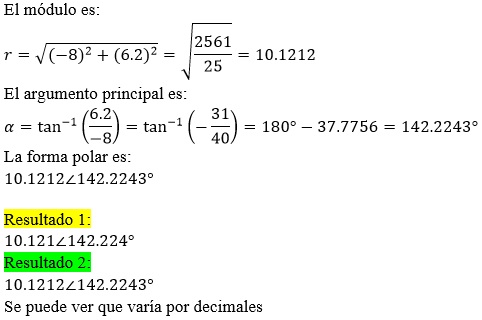 El módulo es:
r = √((−8)² + (6.2)²) = √(2561/25) = 10.1212
El argumento principal es:
α = tan⁻¹(6.2/−8) = tan⁻¹(−31/40) = 180° − 37.7756 = 142.2243°
La forma polar es:
10.1212∠142.2243°
Resultado 1:
10.121∠142.224°
Resultado 2:
10.1212∠142.2243°
Se puede ver que varía por decimales